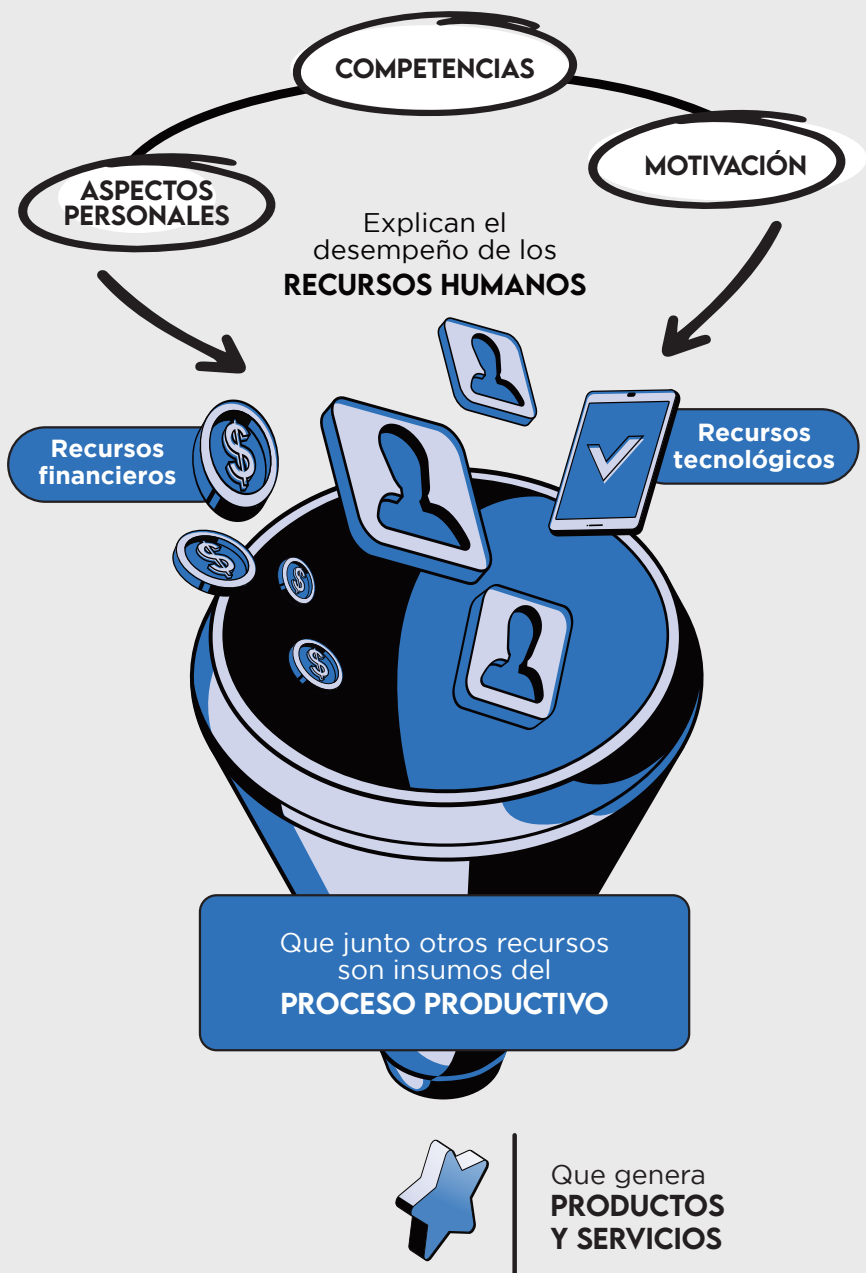 COMPETENCIAS
ASPECTOS
PERSONALES
MOTIVACIÓN
Explican el
desempeño de los
RECURSOS HUMANOS
Recursos
financieros
Recursos
tecnológicos
$
$
$
$
Que junto otros recursos
son insumos del
PROCESO PRODUCTIVO
Que genera
PRODUCTOS
Y SERVICIOS